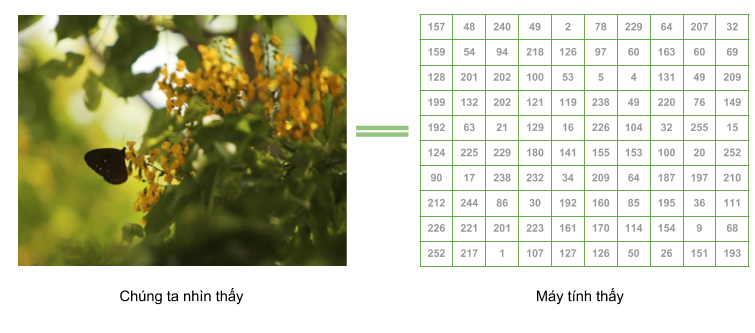 157 48 240 49 2 78 229 64 207 32
159 54 94 218 126 97 60 163 60 69
128 201 202 100 53 5 4 131 49 209
199 132 202 121 119 238 49 220 76 149
192 63 21 129 16 226 104 32 255 15
124 225 229 180 141 155 153 100 20 252
90 17 238 232 34 209 64 187 197 210
212 244 86 30 192 160 85 195 36 111
226 221 201 223 161 170 114 154 9 68
252 217 1 107 127 126 50 26 151 193
Chúng ta nhìn thấy
Máy tính thấy